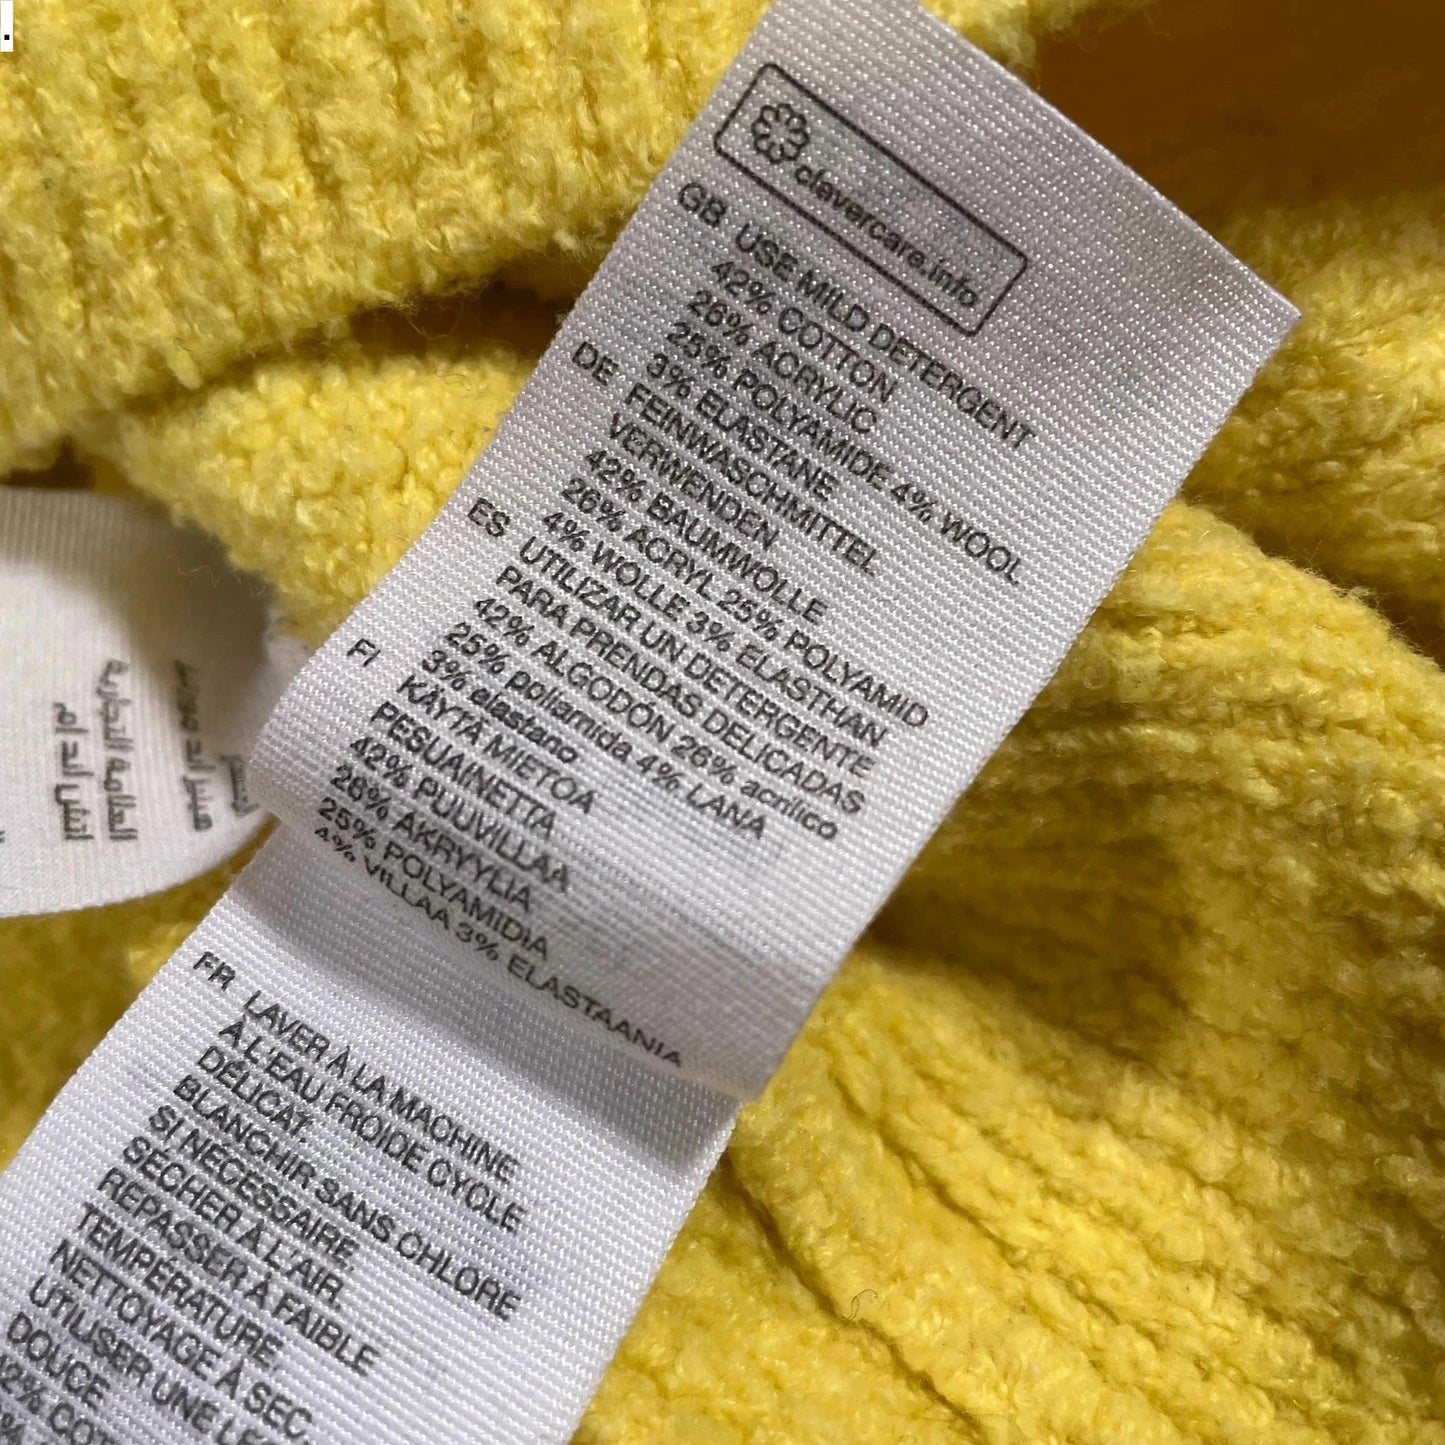 .
clevercare.info
GB USE MILD DETERGENT
42% COTTON
26% ACRYLIC
25% POLYAMIDE 4% WOOL
3% ELASTANE
DE FEINWASCHMITTEL
VERWENDEN
42% BAUMWOLLE
26% ACRYL 25% POLYAMID
4% WOLLE 3% ELASTHAN
ES UTILIZAR UN DETERGENTE
PARA PRENDAS DELICADAS
42% ALGODÓN 26% acrílico
25% poliamida 4% LANA
3% elastano
FI KÄYTÄ MIETOA
PESUAINETTA
42% PUUVILLAA
26% AKRYYLIA
25% POLYAMIDIA
4% VILLAA 3% ELASTAANIA
FR LAVER À LA MACHINE
À L'EAU FROIDE CYCLE
DÉLICAT.
BLANCHIR SANS CHLORE
SI NÉCESSAIRE.
SÉCHER À L'AIR.
REPASSER À FAIBLE
TEMPÉRATURE.
NETTOYAGE À SEC.
UTILISER UNE
DOUCE